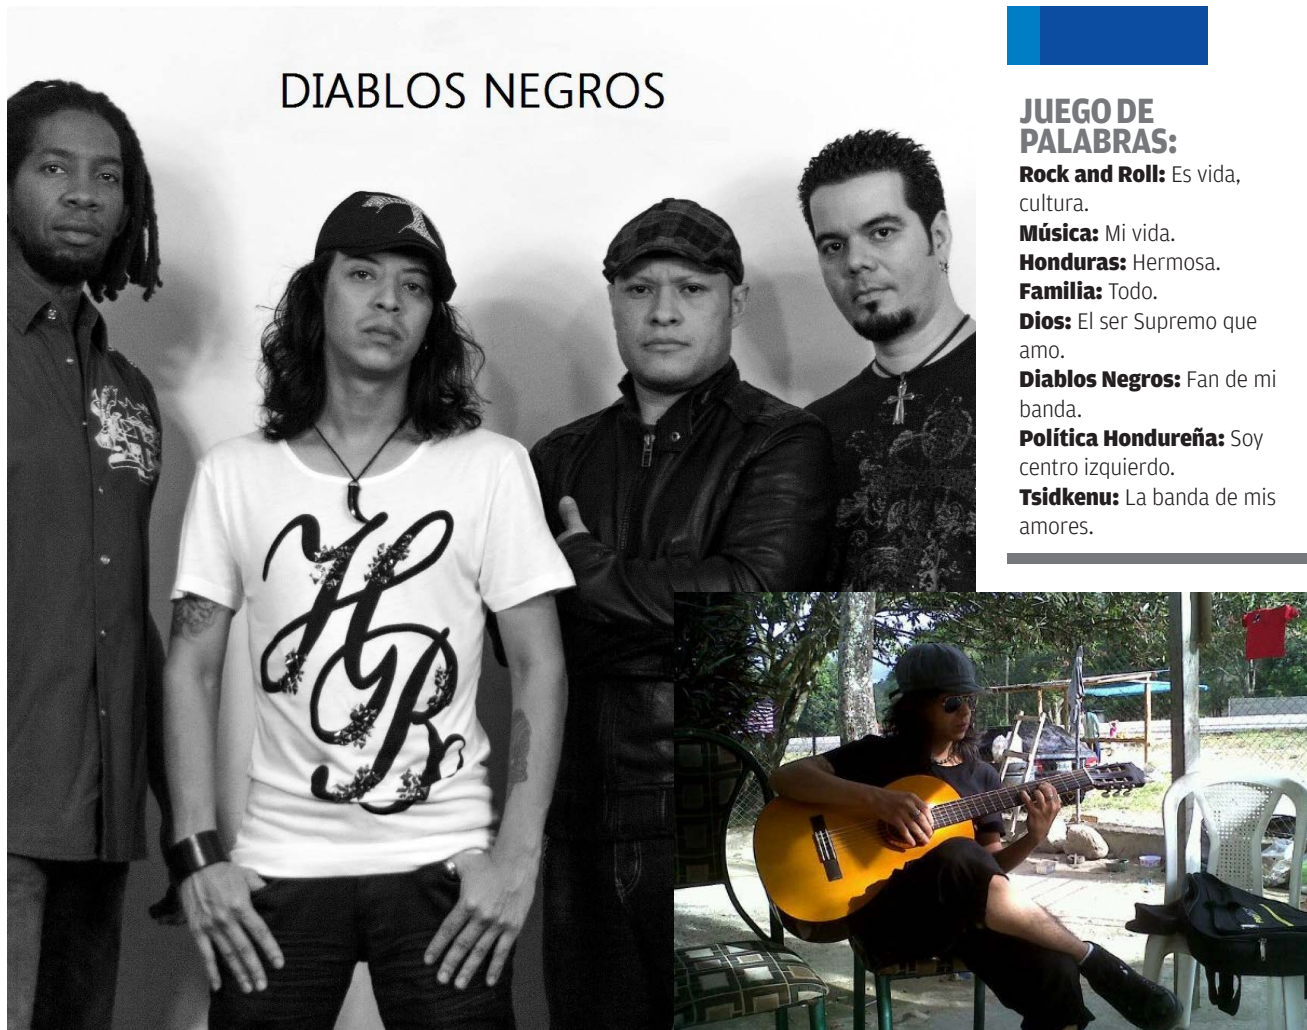 DIABLOS NEGROS
JUEGO DE
PALABRAS:
Rock and Roll: Es vida,
cultura.
Música: Mi vida.
Honduras: Hermosa.
Familia: Todo.
Dios: El ser Supremo que
amo.
Diablos Negros: Fan de mi
banda.
Política Hondureña: Soy
centro izquierdo.
Tsidkenu: La banda de mis
amores.